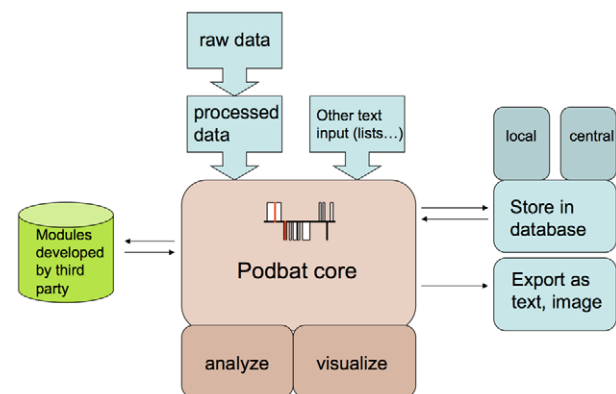 raw data
processed
data
Other text
input (lists...)
local
central
Store in
database
Modules
developed
by third
party
Podbat core
Export as
text, image
analyze
visualize